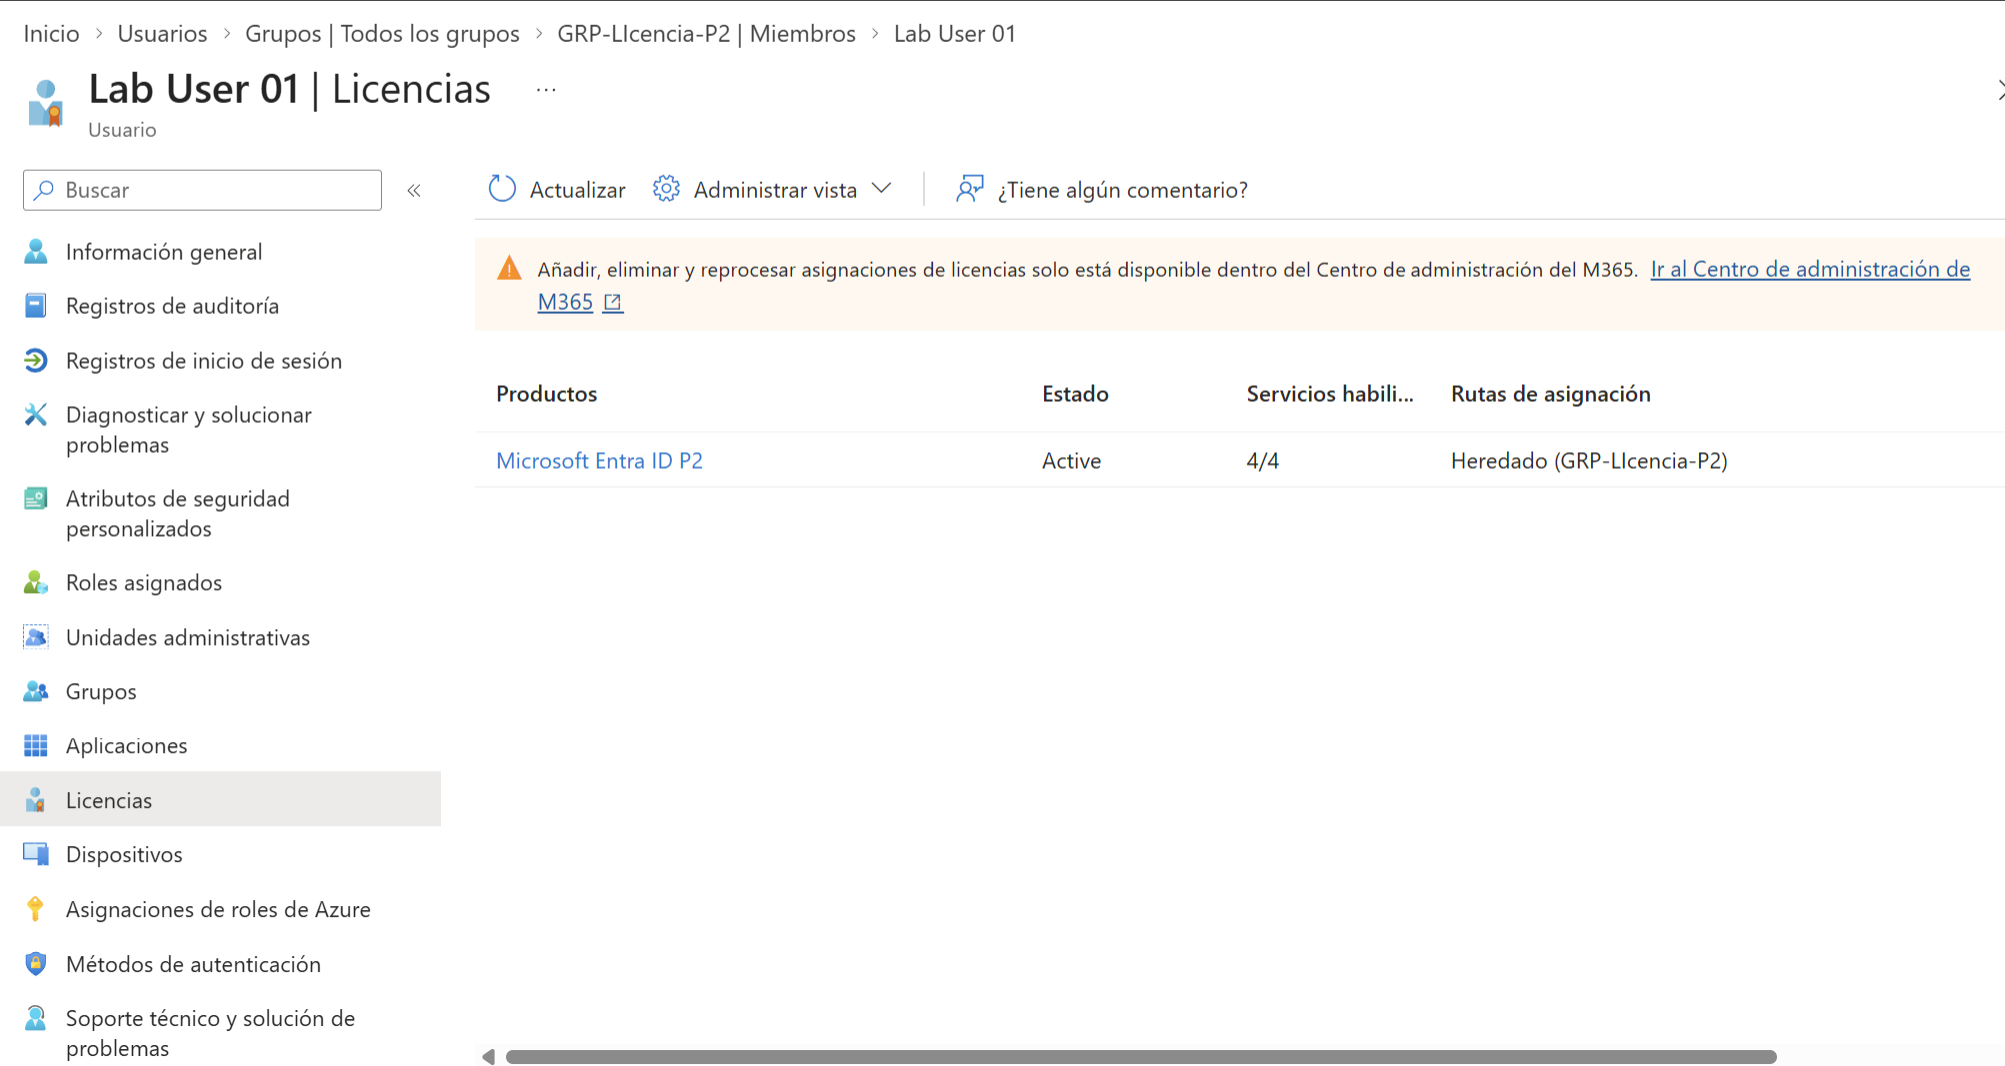 Inicio > Usuarios > Grupos | Todos los grupos > GRP-LIcencia-P2 | Miembros > Lab User 01
Lab User 01 | Licencias ...
Usuario
Buscar
«
Actualizar
Administrar vista
¿Tiene algún comentario?
Información general
Registros de auditoría
Registros de inicio de sesión
Diagnosticar y solucionar
problemas
Atributos de seguridad
personalizados
Roles asignados
Unidades administrativas
Grupos
Aplicaciones
Licencias
Dispositivos
Asignaciones de roles de Azure
Métodos de autenticación
Soporte técnico y solución de
problemas
Añadir, eliminar y reprocesar asignaciones de licencias solo está disponible dentro del Centro de administración del M365. Ir al Centro de administración de
M365
Productos Estado Servicios habili... Rutas de asignación
Microsoft Entra ID P2 Active 4/4 Heredado (GRP-LIcencia-P2)